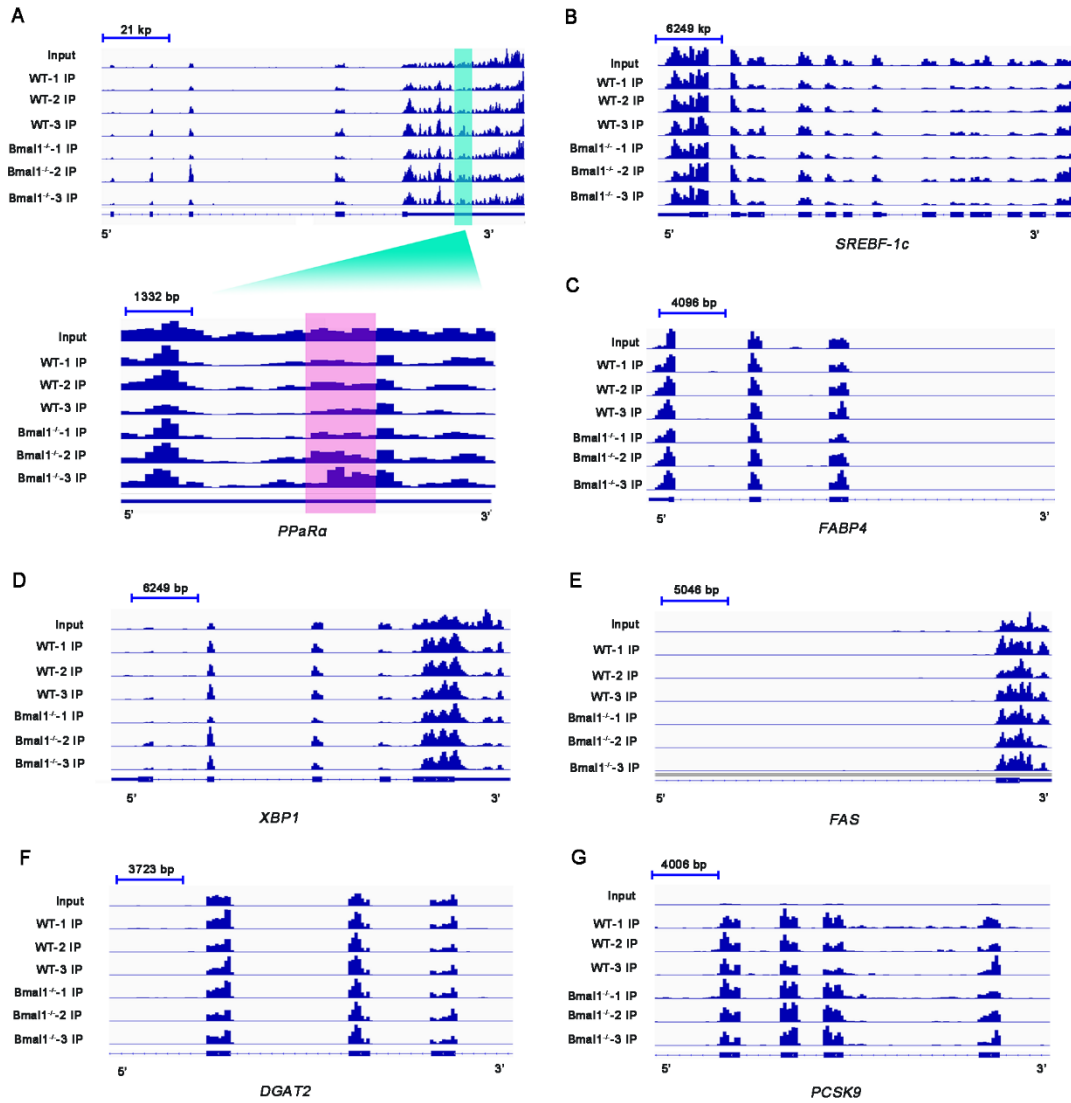 A
21 kp
Input
WT-1 IP
WT-2 IP
WT-3 IP
Bmal1⁻/⁻-1 IP
Bmal1⁻/⁻-2 IP
Bmal1⁻/⁻-3 IP
5'
3'
1332 bp
Input
WT-1 IP
WT-2 IP
WT-3 IP
Bmal1⁻/⁻-1 IP
Bmal1⁻/⁻-2 IP
Bmal1⁻/⁻-3 IP
5'
3'
PPaRα
B
6249 kp
Input
WT-1 IP
WT-2 IP
WT-3 IP
Bmal1⁻/⁻ -1 IP
Bmal1⁻/⁻ -2 IP
Bmal1⁻/⁻ -3 IP
5'
3'
SREBF-1c
C
4096 bp
Input
WT-1 IP
WT-2 IP
WT-3 IP
Bmal1⁻/⁻-1 IP
Bmal1⁻/⁻-2 IP
Bmal1⁻/⁻-3 IP
5'
3'
FABP4
D
6249 bp
Input
WT-1 IP
WT-2 IP
WT-3 IP
Bmal1⁻/⁻-1 IP
Bmal1⁻/⁻-2 IP
Bmal1⁻/⁻-3 IP
5'
3'
XBP1
E
5046 bp
Input
WT-1 IP
WT-2 IP
WT-3 IP
Bmal1⁻/⁻-1 IP
Bmal1⁻/⁻-2 IP
Bmal1⁻/⁻-3 IP
5'
3'
FAS
F
3723 bp
Input
WT-1 IP
WT-2 IP
WT-3 IP
Bmal1⁻/⁻-1 IP
Bmal1⁻/⁻-2 IP
Bmal1⁻/⁻-3 IP
5'
3'
DGAT2
G
4006 bp
Input
WT-1 IP
WT-2 IP
WT-3 IP
Bmal1⁻/⁻-1 IP
Bmal1⁻/⁻-2 IP
Bmal1⁻/⁻-3 IP
5'
3'
PCSK9